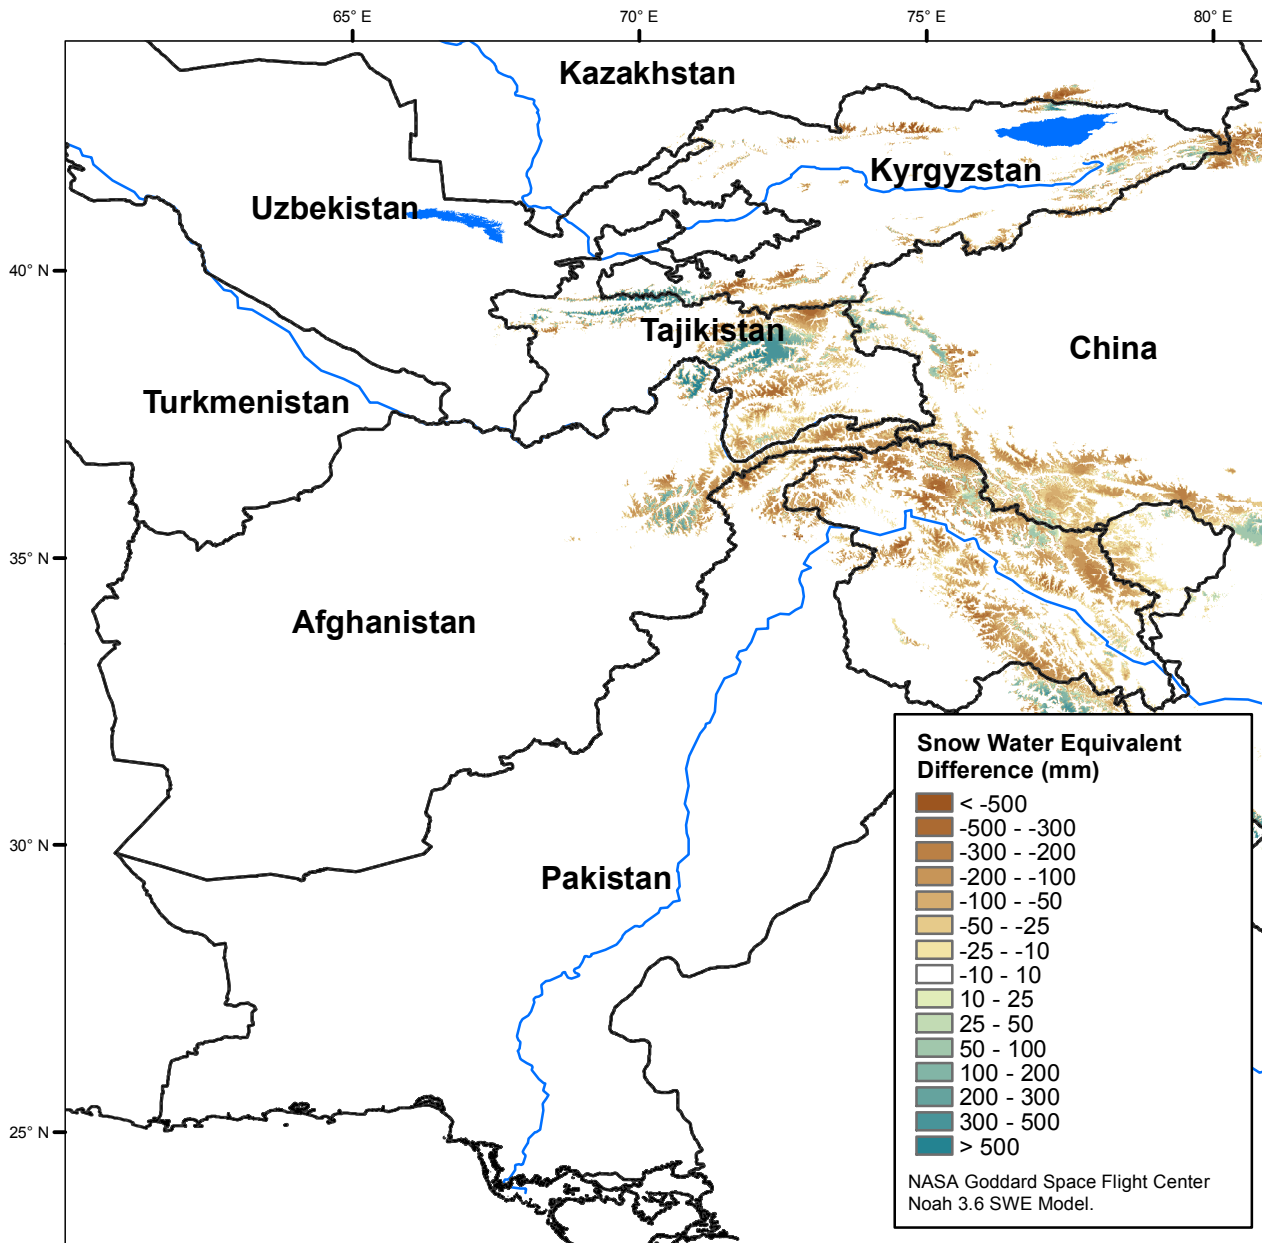 65° E
70° E
75° E
80° E
Kazakhstan
Kyrgyzstan
Uzbekistan
40° N
Tajikistan
China
Turkmenistan
35° N
Afghanistan
Snow Water Equivalent
Difference (mm)
< -500
-500 - -300
-300 - -200
-200 - -100
-100 - -50
-50 - -25
-25 - -10
-10 - 10
10 - 25
25 - 50
50 - 100
100 - 200
200 - 300
300 - 500
> 500
30° N
Pakistan
25° N
NASA Goddard Space Flight Center
Noah 3.6 SWE Model.